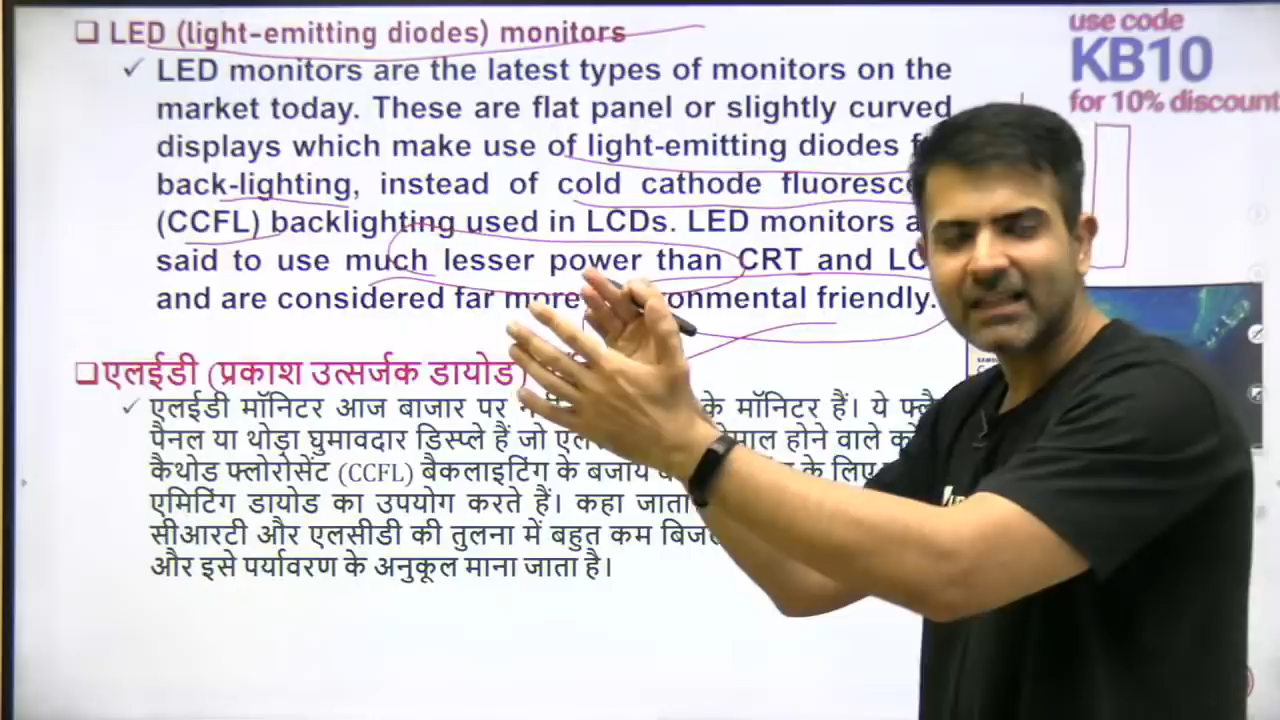 ❑ LED (light-emitting diodes) monitors
✓ LED monitors are the latest types of monitors on the
market today. These are flat panel or slightly curved
displays which make use of light-emitting diodes
back-lighting, instead of cold cathode
(CCFL) backlighting used in LCDs. LED monitors
said to use much lesser power than CRT and
and are considered far more friendly.
❑एलईडी (प्रकाश उत्सर्जक डायोड)
✓ एलईडी मॉनिटर आज बाजार पर के मॉनिटर हैं। ये
पैनल या थोड़ा घुमावदार डिस्प्ले हैं जो होने वाले
कैथोड फ्लोरोसेंट (CCFL) बैकलाइटिंग के बजाय के लिए
एमिटिंग डायोड का उपयोग करते हैं। कहा जाता
सीआरटी और एलसीडी की तुलना में बहुत कम
और इसे पर्यावरण के अनुकूल माना जाता है।
use code
KB10
for 10% discount